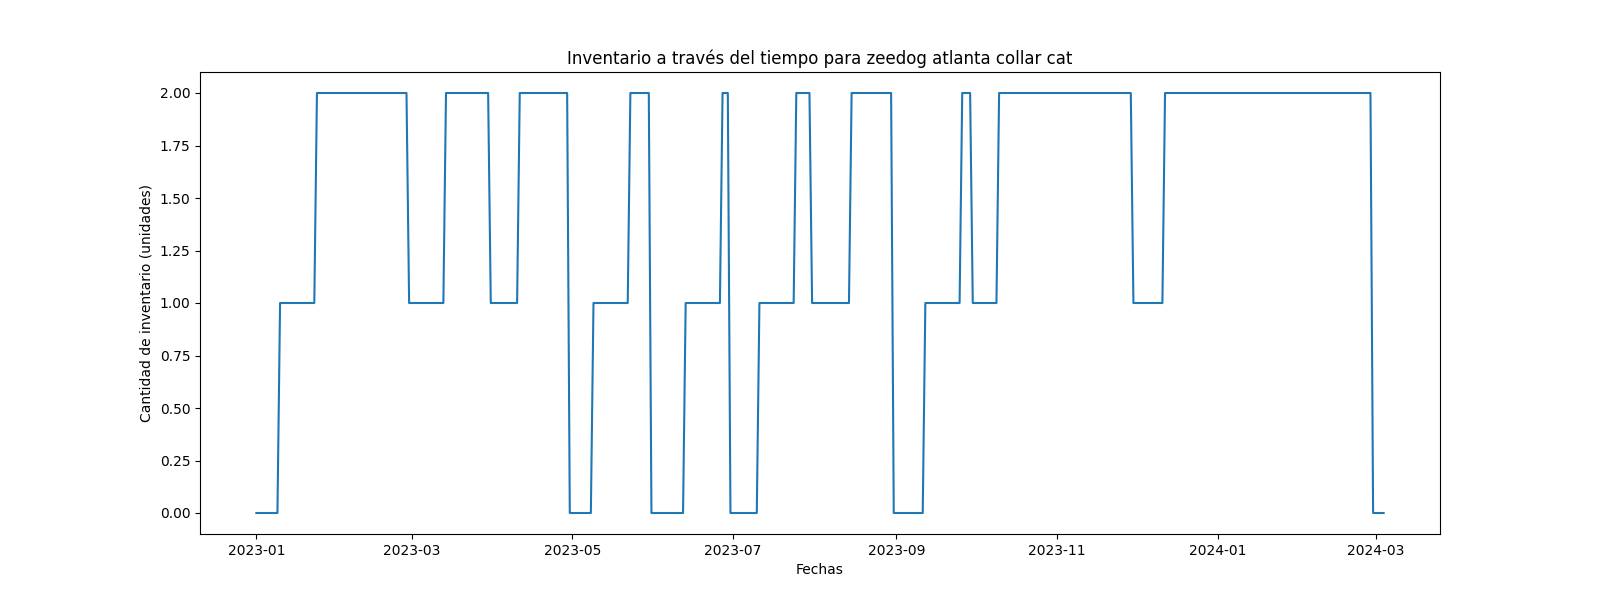 Inventario a través del tiempo para zeedog atlanta collar cat
Cantidad de inventario (unidades)
2.00
1.75
1.50
1.25
1.00
0.75
0.50
0.25
0.00
2023-01 2023-03 2023-05 2023-07 2023-09 2023-11 2024-01 2024-03
Fechas